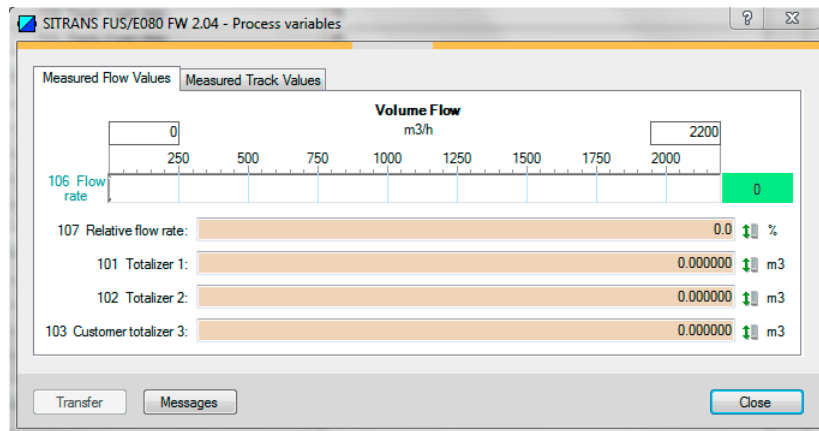 SITRANS FUS/E080 FW 2.04 - Process variables
Measured Flow Values Measured Track Values
Volume Flow
m3/h
0 2200
250 500 750 1000 1250 1500 1750 2000
106 Flow
rate
0
107 Relative flow rate: 0.0 %
101 Totalizer 1: 0.000000 m3
102 Totalizer 2: 0.000000 m3
103 Customer totalizer 3: 0.000000 m3
Transfer Messages Close